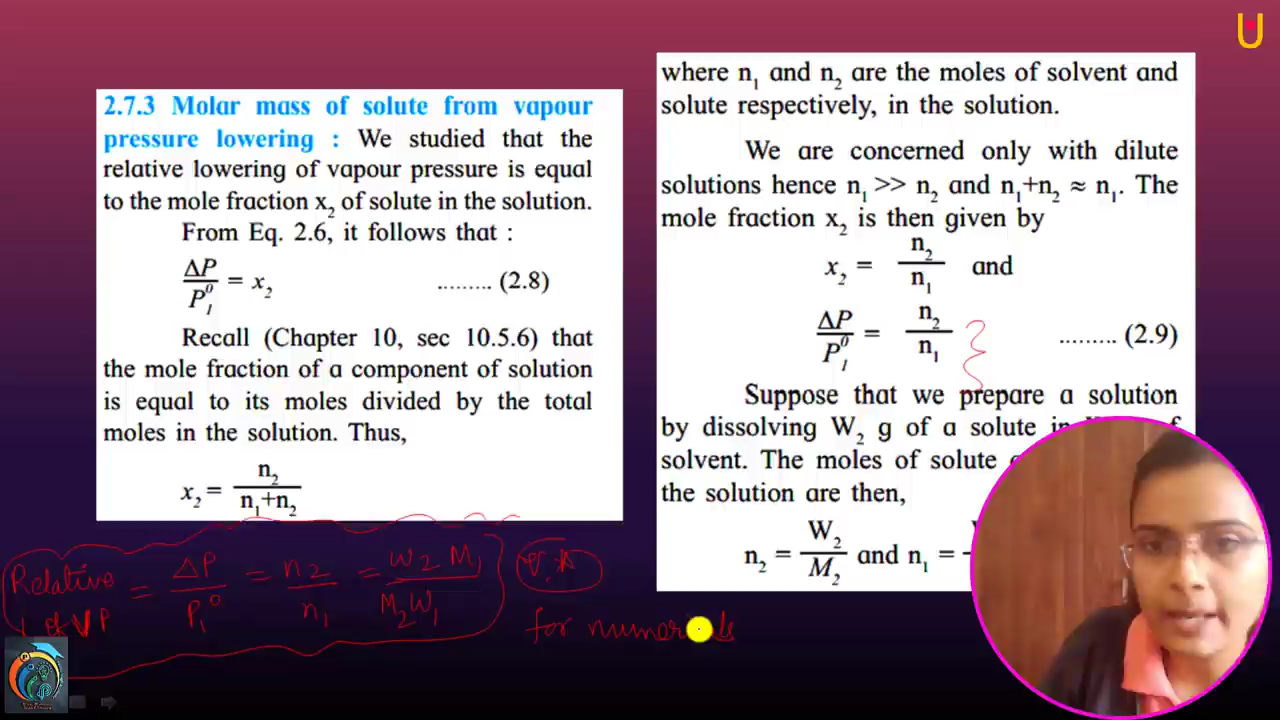 2.7.3 Molar mass of solute from vapour
pressure lowering : We studied that the
relative lowering of vapour pressure is equal
to the mole fraction x₂ of solute in the solution.
From Eq. 2.6, it follows that :
ΔP/P₁⁰ = x₂ ........ (2.8)
Recall (Chapter 10, sec 10.5.6) that
the mole fraction of a component of solution
is equal to its moles divided by the total
moles in the solution. Thus,
x₂ = n₂/n₁+n₂
where n₁ and n₂ are the moles of solvent and
solute respectively, in the solution.
We are concerned only with dilute
solutions hence n₁ >> n₂ and n₁+n₂ ≈ n₁. The
mole fraction x₂ is then given by
x₂ = n₂/n₁ and
ΔP/P₁⁰ = n₂/n₁ ......... (2.9)
Suppose that we prepare a solution
by dissolving W₂ g of a solute in
solvent. The moles of solute
the solution are then,
n₂ = W₂/M₂ and n₁ =
Relative = ΔP/P₁⁰ = n₂/n₁ = W₂ M₁/M₂ W₁
of VP
for
U